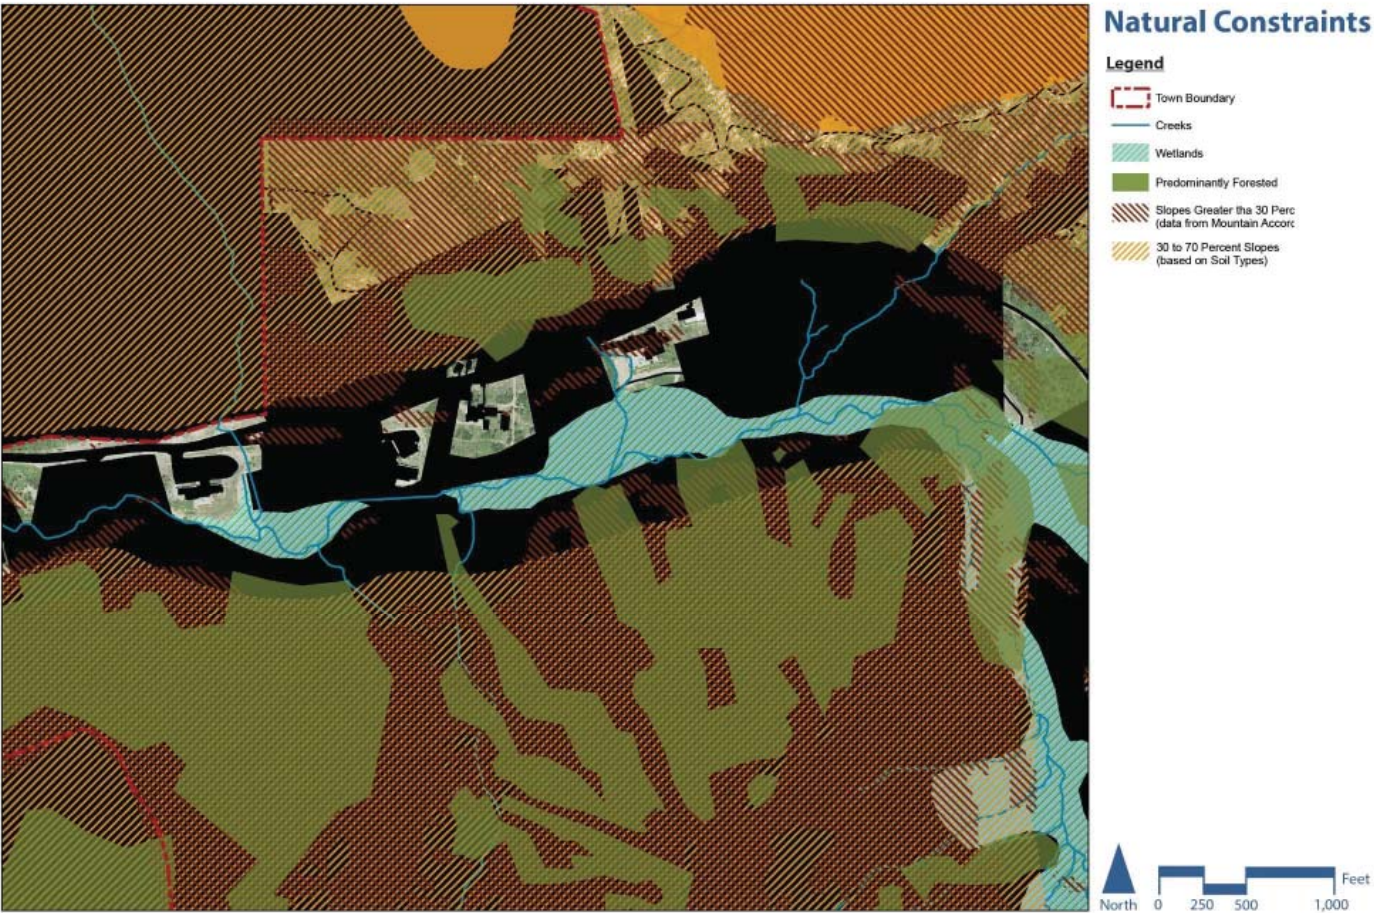 Natural Constraints
Legend
Town Boundary
Creeks
Wetlands
Predominantly Forested
Slopes Greater tha 30 Perc
(data from Mountain Accorc
30 to 70 Percent Slopes
(based on Soil Types)
North 0 250 500 1,000 Feet